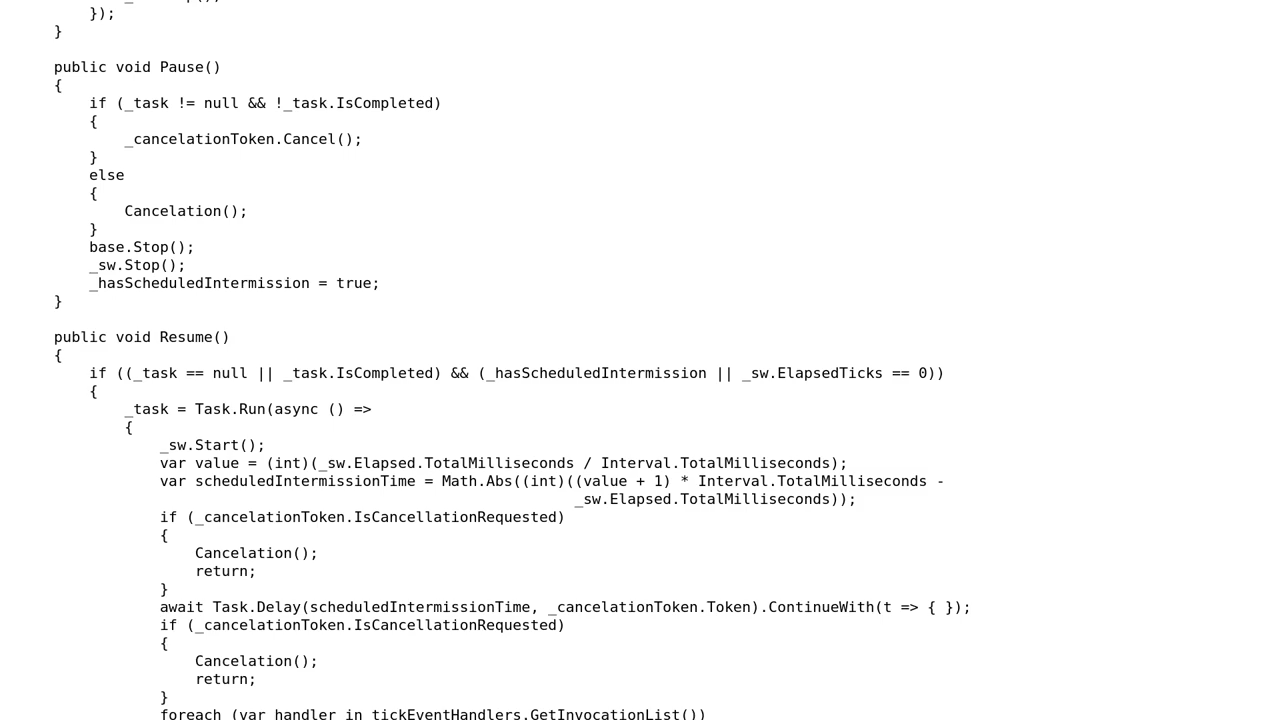 });
}
public void Pause()
{
if (_task != null && !_task.IsCompleted)
{
_cancelationToken.Cancel();
}
else
{
Cancelation();
}
base.Stop();
_sw.Stop();
_hasScheduledIntermission = true;
}
public void Resume()
{
if ((_task == null || _task.IsCompleted) && (_hasScheduledIntermission || _sw.ElapsedTicks == 0))
{
_task = Task.Run(async () =>
{
_sw.Start();
var value = (int)(_sw.Elapsed.TotalMilliseconds / Interval.TotalMilliseconds);
var scheduledIntermissionTime = Math.Abs((int)((value + 1) * Interval.TotalMilliseconds -
_sw.Elapsed.TotalMilliseconds));
if (_cancelationToken.IsCancellationRequested)
{
Cancelation();
return;
}
await Task.Delay(scheduledIntermissionTime, _cancelationToken.Token).ContinueWith(t => { });
if (_cancelationToken.IsCancellationRequested)
{
Cancelation();
return;
}
foreach (var handler in tickEventHandlers.GetInvocationList())